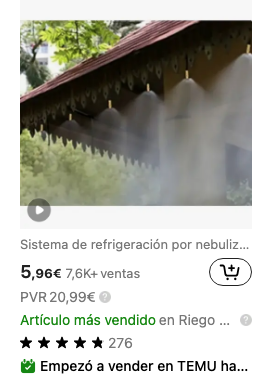 Sistema de refrigeración por nebuliz...
5,96€ 7,6K+ ventas
PVR 20,99€ ?
Artículo más vendido en Riego ... ?
276
Empezó a vender en TEMU ha...